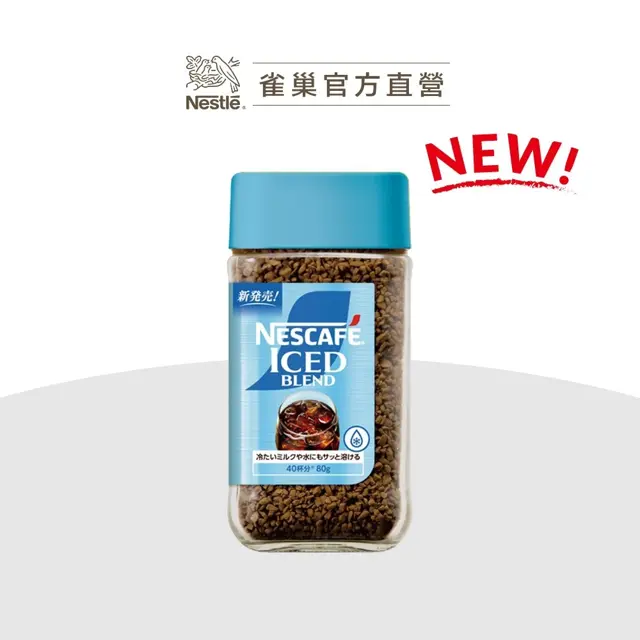 Nestlé®
雀巢官方直營
NEW!
新発売!
NESCAFÉ
ICED
BLEND
冷たいミルクや水にもサッと溶ける
40杯分* 80g